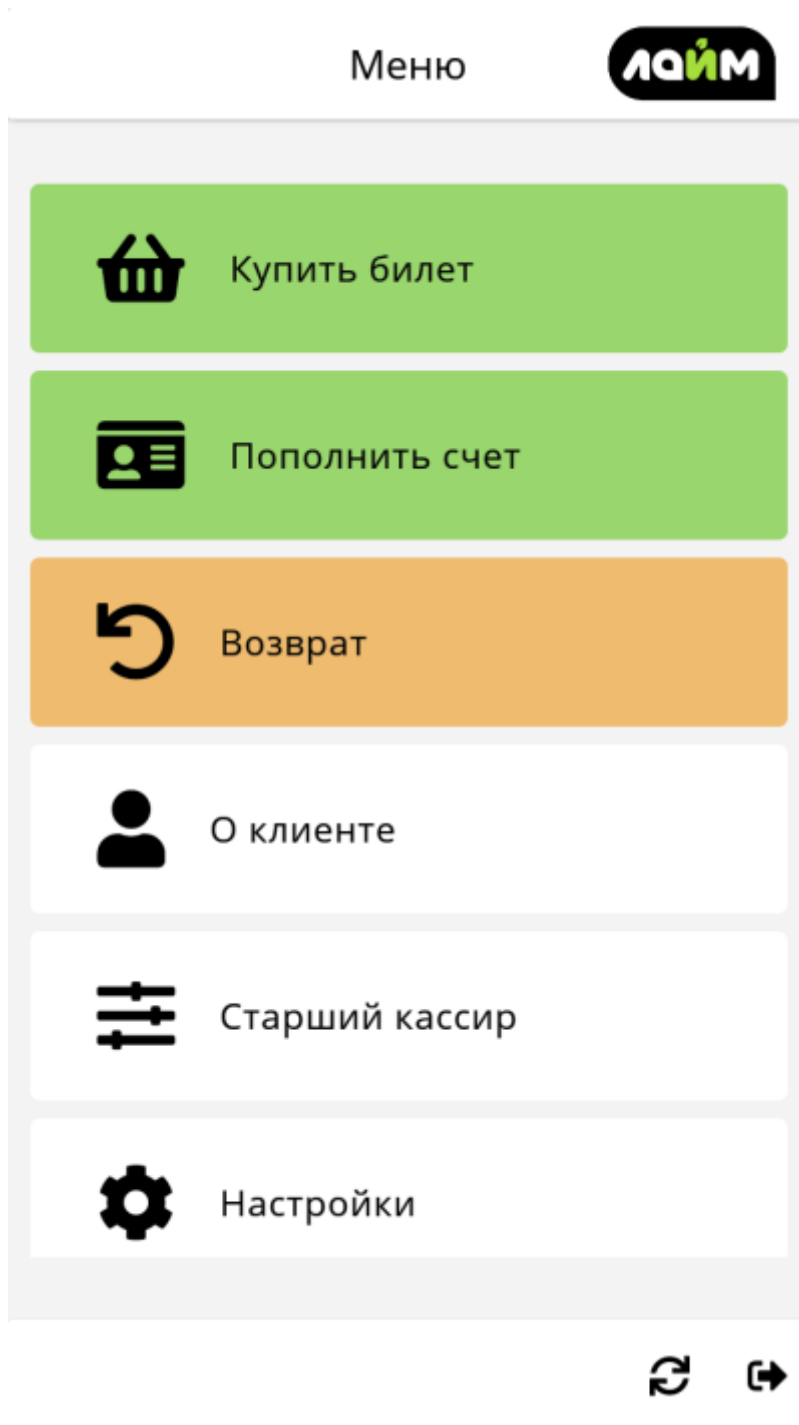 Меню
лайм
Купить билет
Пополнить счет
Возврат
О клиенте
Старший кассир
Настройки